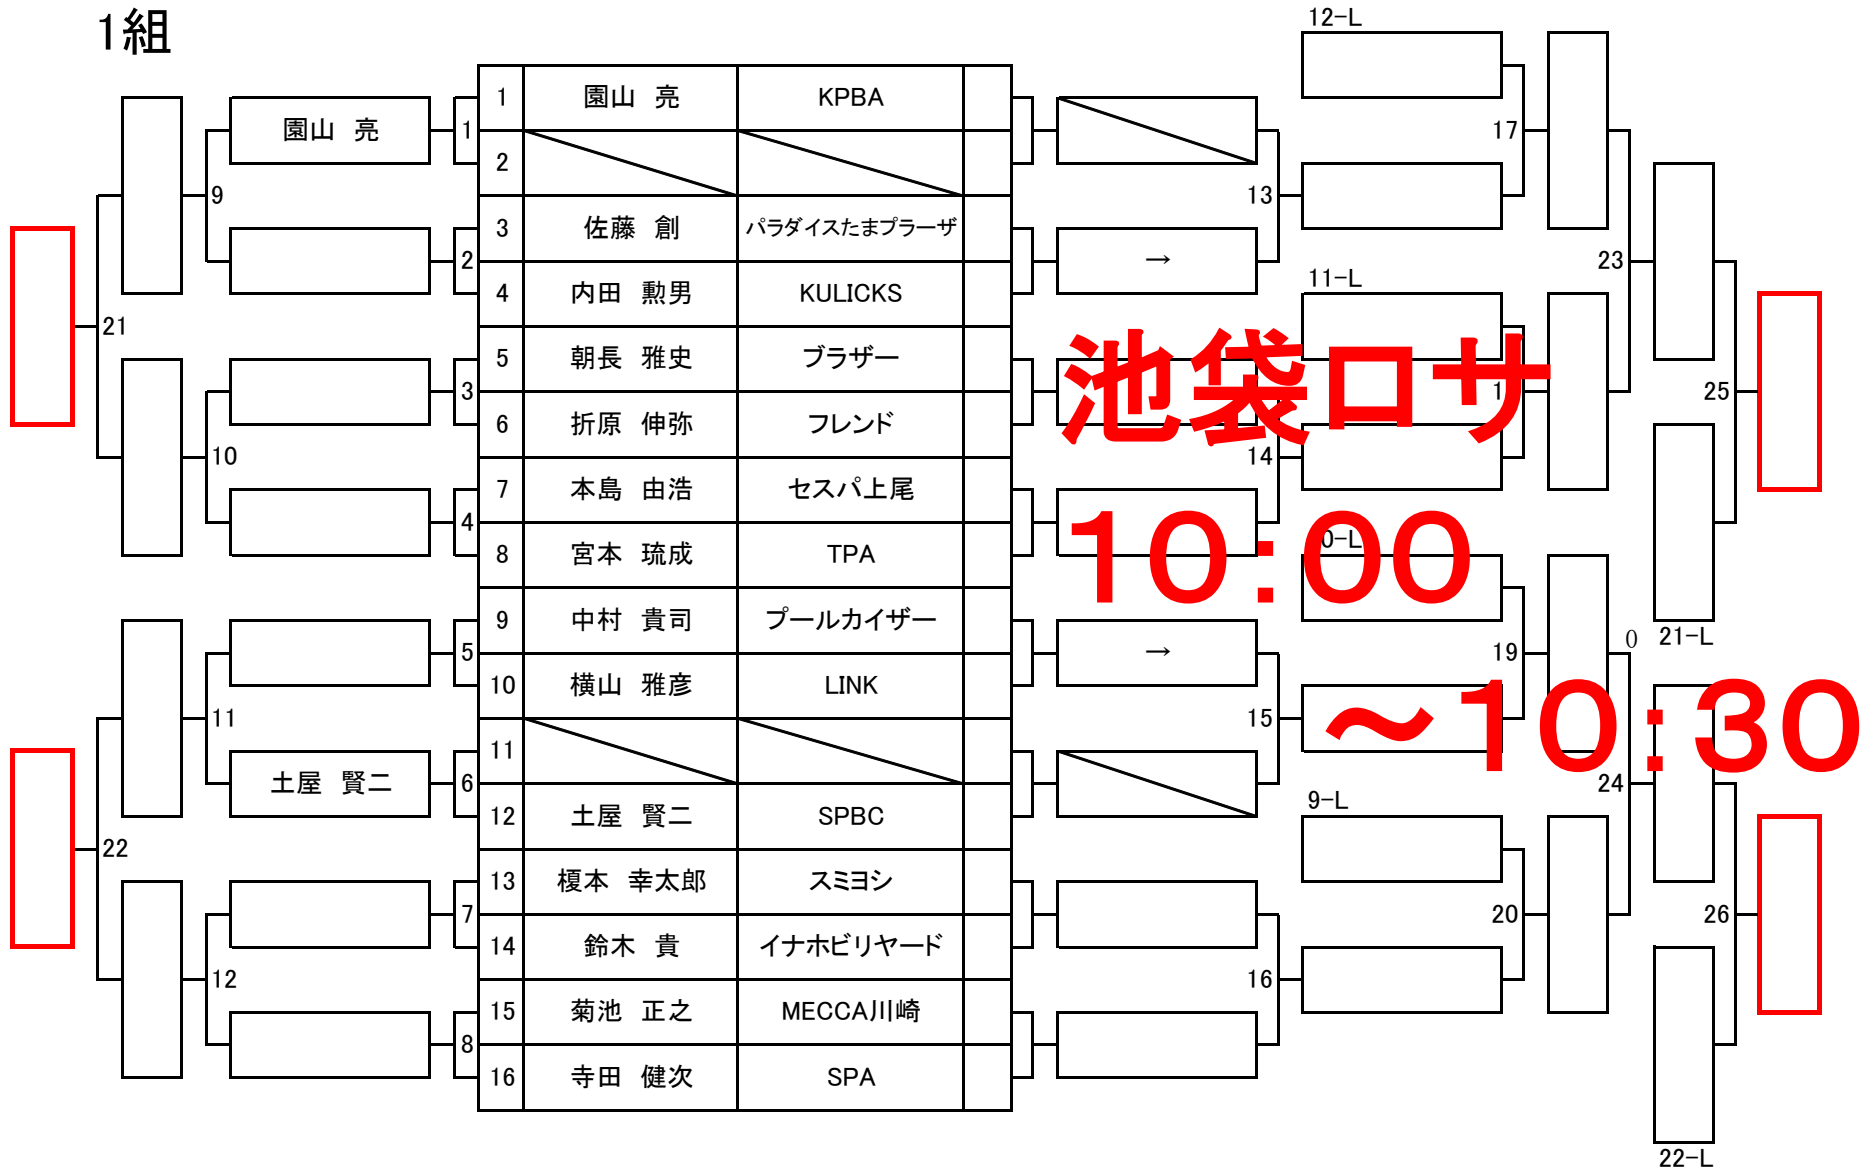 1組
12-L
1 園山 亮 KPBA
園山 亮 1
17
2
9
13
3 佐藤 創 パラダイスたまプラーザ
2 → 23
4 内田 勲男 KULICKS
11-L
21
5 朝長 雅史 ブラザー
池袋ロサ
3 1 25
6 折原 伸弥 フレンド
10 14
7 本島 由浩 セスパ上尾
4
10:00
0-L
8 宮本 琉成 TPA
9 中村 貴司 プールカイザー
0 21-L
5 → 19
10 横山 雅彦 LINK
11 15
~10:30
11
土屋 賢二 6 24
9-L
12 土屋 賢二 SPBC
22
13 榎本 幸太郎 スミヨシ
7 20 26
14 鈴木 貴 イナホビリヤード
12 16
15 菊池 正之 MECCA川崎
8
16 寺田 健次 SPA
22-L